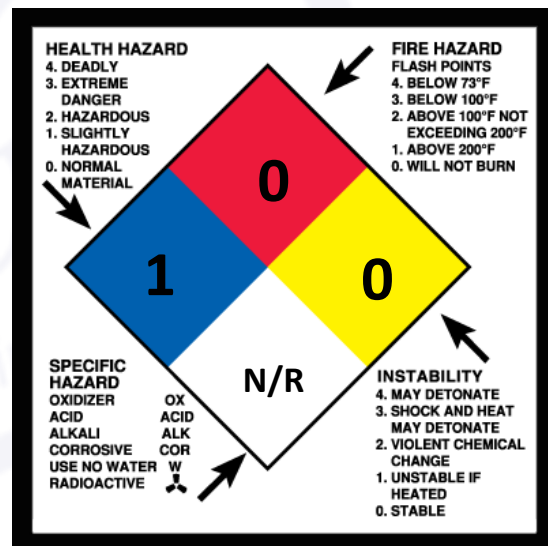 HEALTH HAZARD
4. DEADLY
3. EXTREME
DANGER
2. HAZARDOUS
1. SLIGHTLY
HAZARDOUS
0. NORMAL
MATERIAL
FIRE HAZARD
FLASH POINTS
4. BELOW 73°F
3. BELOW 100°F
2. ABOVE 100°F NOT
EXCEEDING 200°F
1. ABOVE 200°F
0. WILL NOT BURN
0
1
0
N/R
SPECIFIC
HAZARD
OXIDIZER OX
ACID ACID
ALKALI ALK
CORROSIVE COR
USE NO WATER W
RADIOACTIVE
INSTABILITY
4. MAY DETONATE
3. SHOCK AND HEAT
MAY DETONATE
2. VIOLENT CHEMICAL
CHANGE
1. UNSTABLE IF
HEATED
0. STABLE